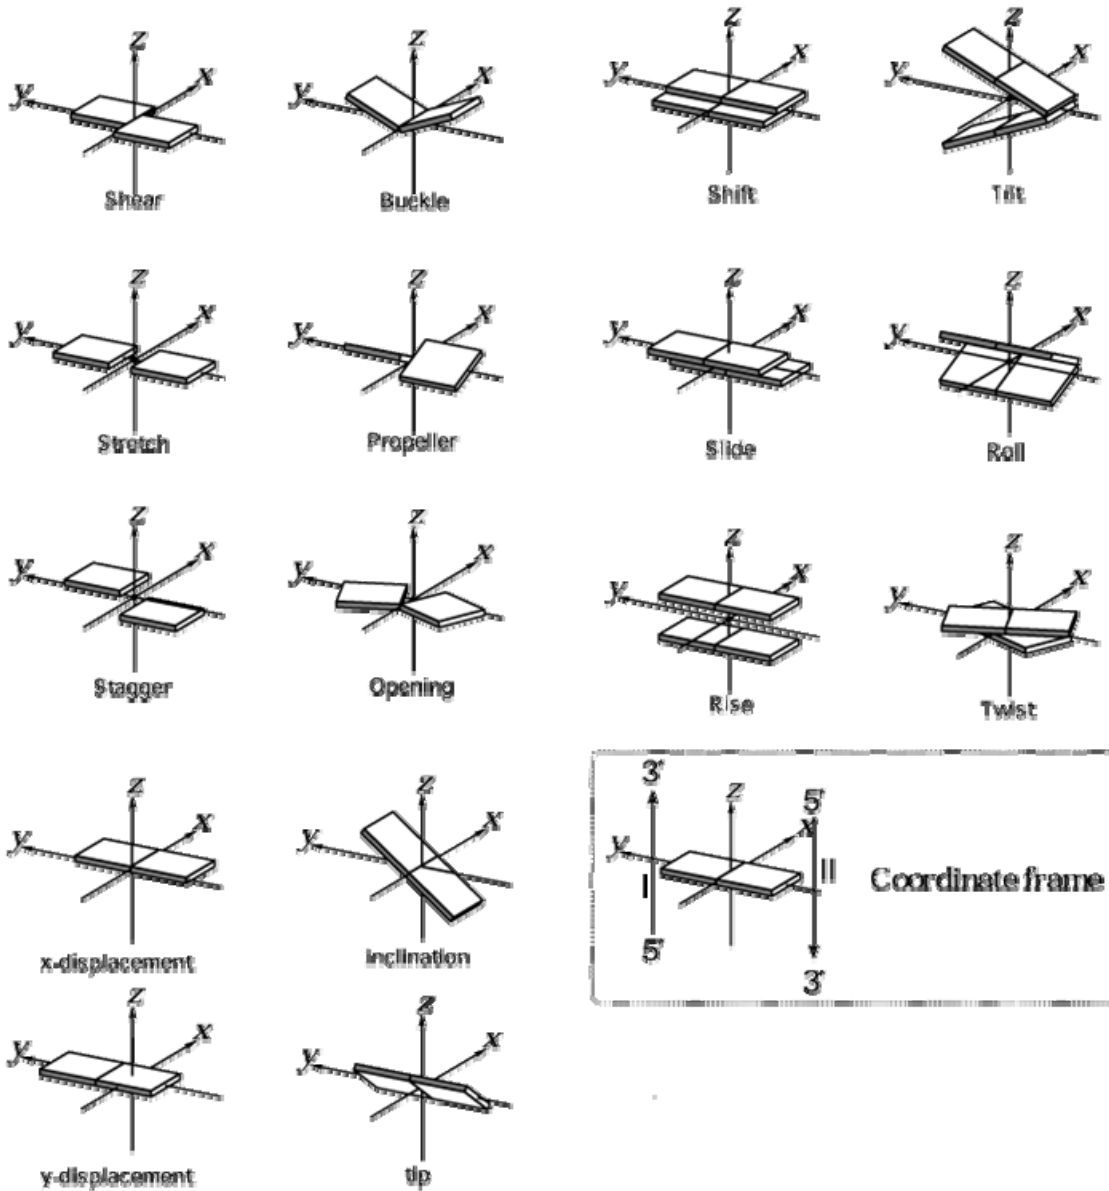 z
y
x
Shear
z
y
x
Buckle
z
y
x
Shift
z
y
x
Tilt
z
y
x
Stretch
z
y
x
Propeller
z
y
x
Slide
z
y
x
Roll
z
y
x
Stagger
z
y
x
Opening
z
y
x
Rise
z
y
x
Twist
z
y
x
x-displacement
z
y
x
inclination
3'
z
5'
y
x
I
II
5'
3'
Coordinate frame
z
y
x
y-displacement
z
y
x
tip